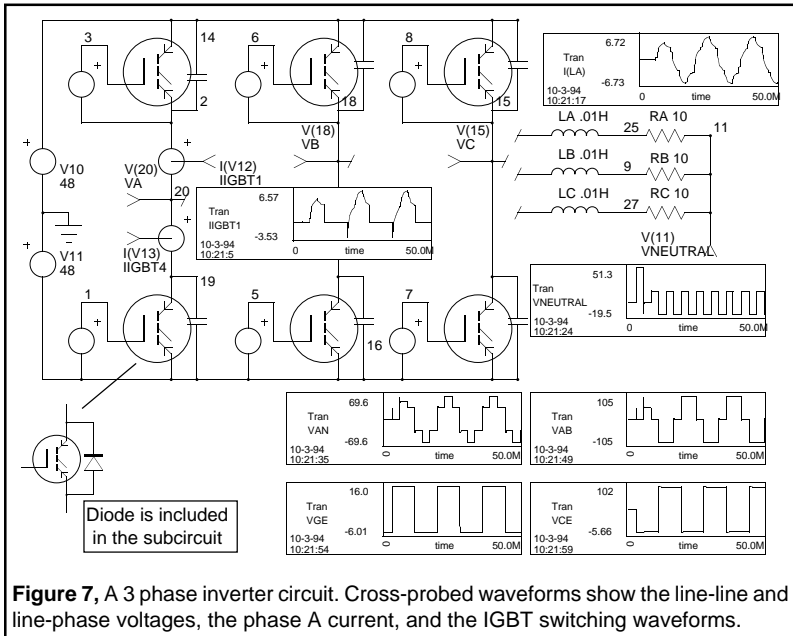 3
14
6
8
2
18
15
V10
48
V(20)
VA
20
I(V12)
IIGBT1
V(18)
VB
V(15)
VC
V11
48
I(V13)
IIGBT4
19
1
5
7
16
6.72
Tran
I(LA)
-6.73
10-3-94
10:21:17
0 time 50.0M
LA .01H 25 RA 10 11
LB .01H 9 RB 10
LC .01H 27 RC 10
V(11)
VNEUTRAL
6.57
Tran
IIGBT1
-3.53
10-3-94
10:21:5
0 time 50.0M
51.3
Tran
VNEUTRAL
-19.5
10-3-94
10:21:24
0 time 50.0M
69.6
Tran
VAN
-69.6
10-3-94
10:21:35
0 time 50.0M
105
Tran
VAB
-105
10-3-94
10:21:49
0 time 50.0M
16.0
Tran
VGE
-6.01
10-3-94
10:21:54
0 time 50.0M
102
Tran
VCE
-5.66
10-3-94
10:21:59
0 time 50.0M
Diode is included
in the subcircuit
Figure 7, A 3 phase inverter circuit. Cross-probed waveforms show the line-line and
line-phase voltages, the phase A current, and the IGBT switching waveforms.